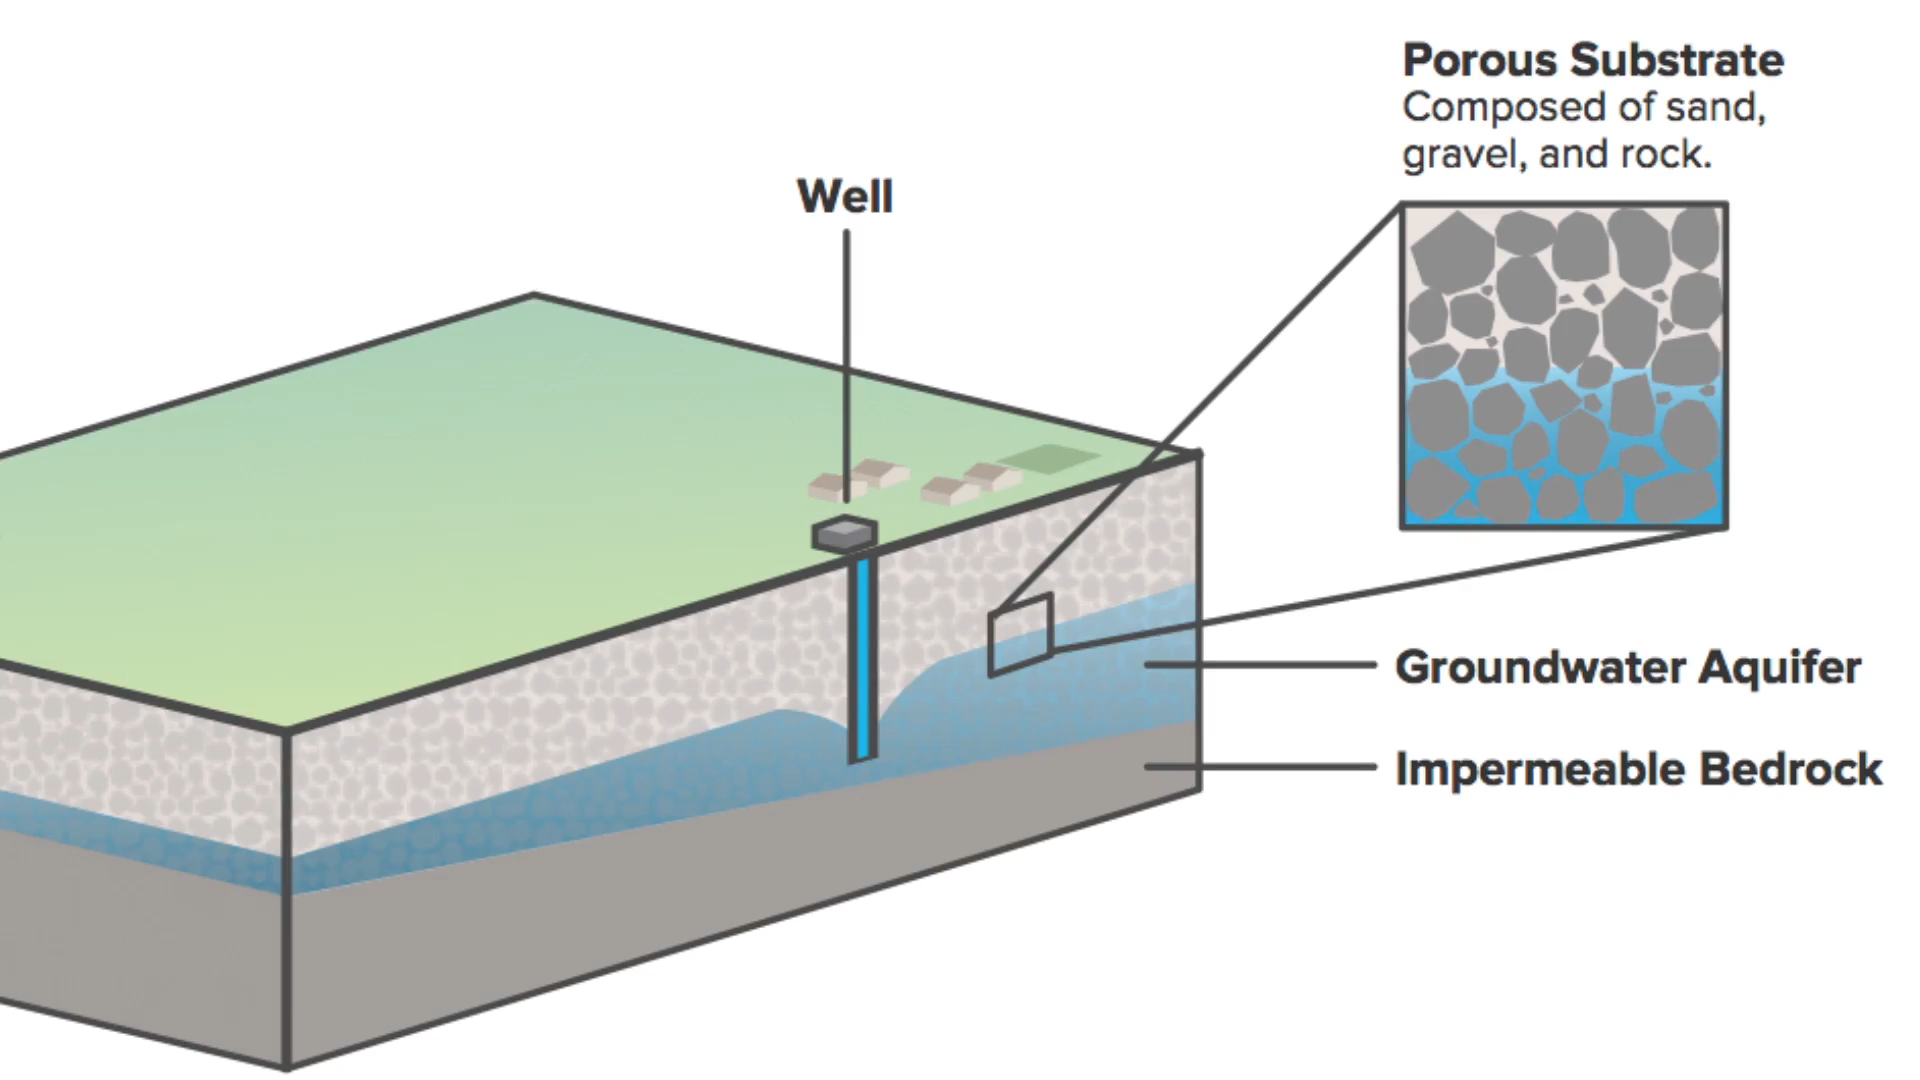 Porous Substrate
Composed of sand,
gravel, and rock.
Well
Groundwater Aquifer
Impermeable Bedrock